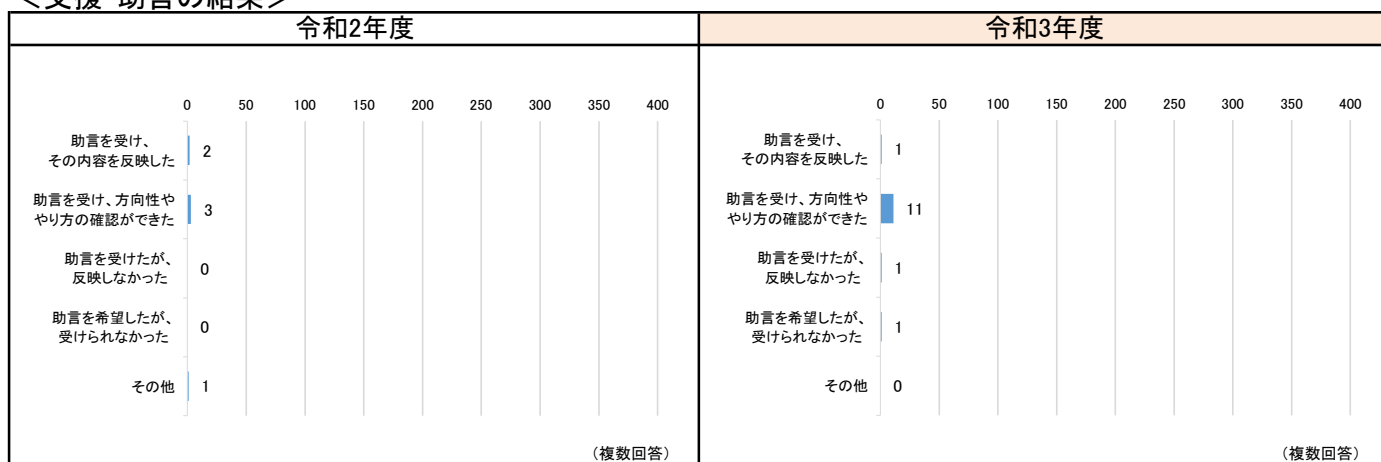 ＜支援・助言の結果＞
令和2年度
0 50 100 150 200 250 300 350 400
助言を受け、
その内容を反映した
2
助言を受け、方向性や
やり方の確認ができた
3
助言を受けたが、
反映しなかった
0
助言を希望したが、
受けられなかった
0
その他
1
（複数回答）
令和3年度
0 50 100 150 200 250 300 350 400
助言を受け、
その内容を反映した
1
助言を受け、方向性や
やり方の確認ができた
11
助言を受けたが、
反映しなかった
1
助言を希望したが、
受けられなかった
1
その他
0
（複数回答）